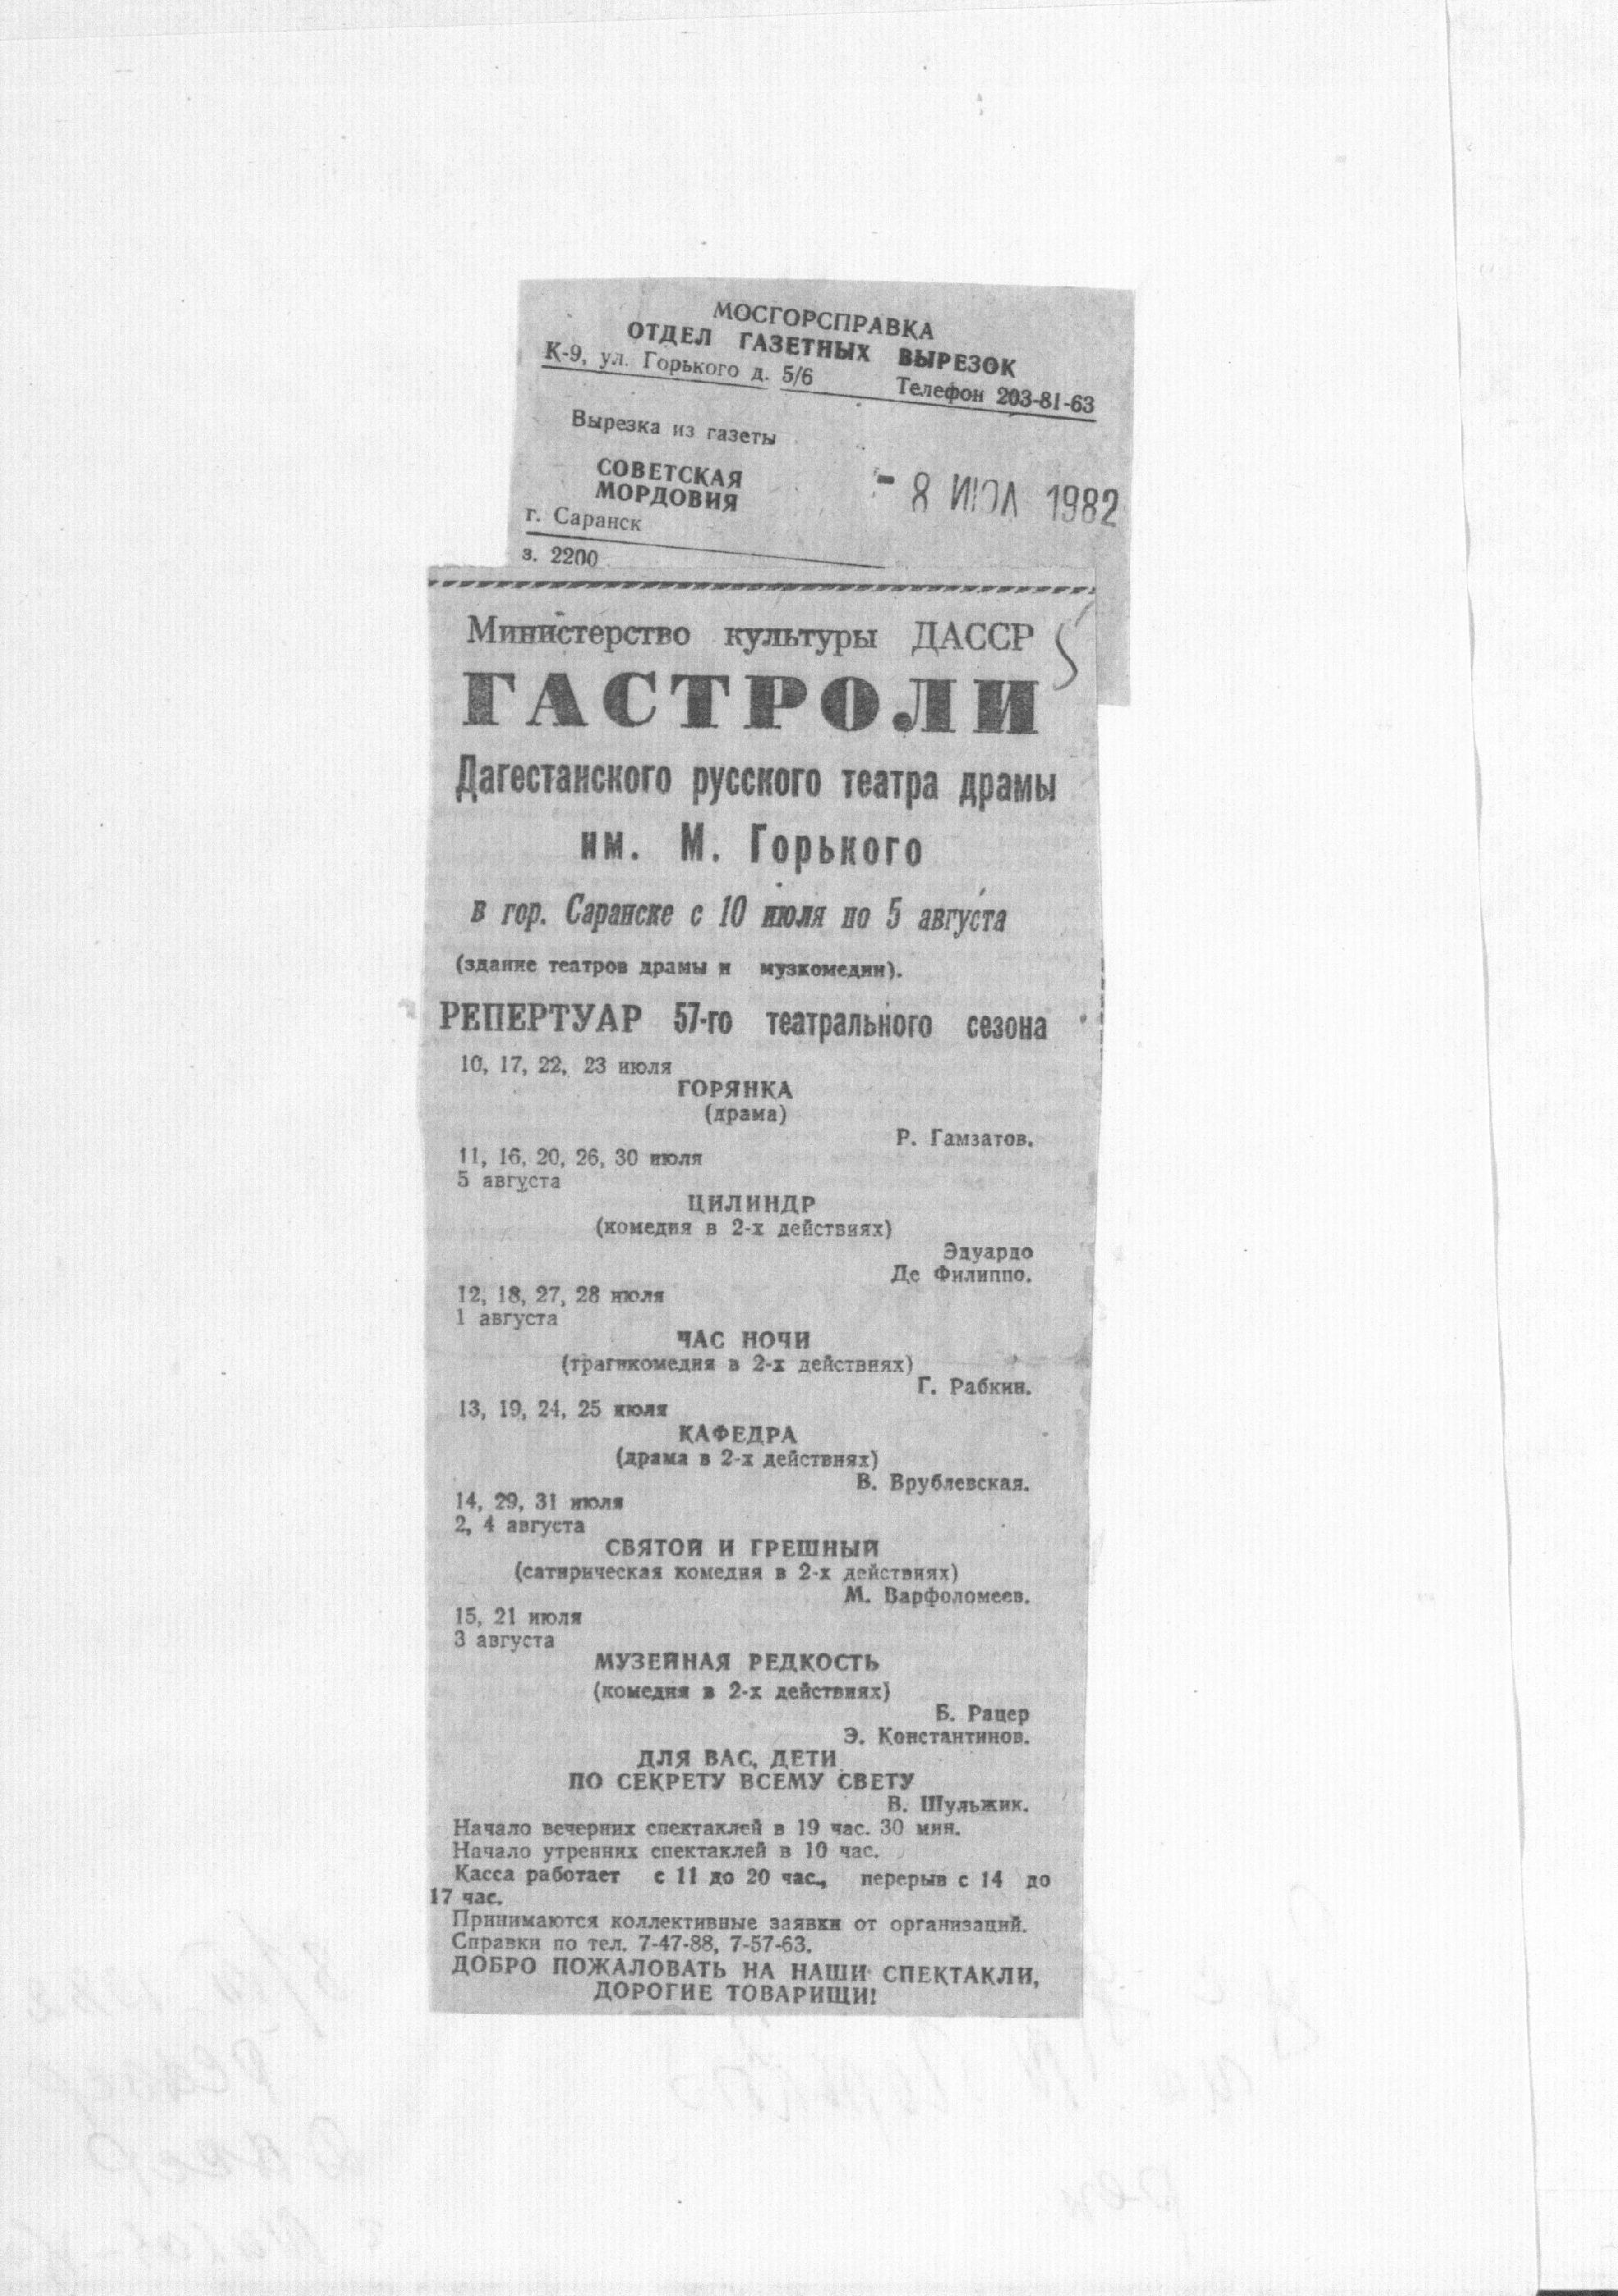 МОСГОРСПРАВКА
ОТДЕЛ ГАЗЕТНЫХ ВЫРЕЗОК
К-9, ул. Горького д. 5/6 Телефон 203-81-63
Вырезка из газеты
СОВЕТСКАЯ
МОРДОВИЯ
- 8 ИЮЛ 1982
г. Саранск
з. 2200
Министерство культуры ДАССР
ГАСТРОЛИ
Дагестанского русского театра драмы
им. М. Горького
в гор. Саранске с 10 июля по 5 августа
(здание театров драмы и музкомедии).
РЕПЕРТУАР 57-го театрального сезона
10, 17, 22, 23 июля
ГОРЯНКА
(драма)
Р. Гамзатов.
11, 16, 20, 26, 30 июля
5 августа
ЦИЛИНДР
(комедия в 2-х действиях)
Эдуардо
Де Филиппо.
12, 18, 27, 28 июля
1 августа
ЧАС НОЧИ
(трагикомедия в 2-х действиях)
Г. Рабкин.
13, 19, 24, 25 июля
КАФЕДРА
(драма в 2-х действиях)
В. Врублевская.
14, 29, 31 июля
2, 4 августа
СВЯТОЙ И ГРЕШНЫЙ
(сатирическая комедия в 2-х действиях)
М. Варфоломеев.
15, 21 июля
3 августа
МУЗЕЙНАЯ РЕДКОСТЬ
(комедия в 2-х действиях)
Б. Рацер
Э. Константинов.
ДЛЯ ВАС, ДЕТИ
ПО СЕКРЕТУ ВСЕМУ СВЕТУ
В. Шульжик.
Начало вечерних спектаклей в 19 час. 30 мин.
Начало утренних спектаклей в 10 час.
Касса работает с 11 до 20 час., перерыв с 14 до
17 час.
Принимаются коллективные заявки от организаций.
Справки по тел. 7-47-88, 7-57-63.
ДОБРО ПОЖАЛОВАТЬ НА НАШИ СПЕКТАКЛИ,
ДОРОГИЕ ТОВАРИЩИ!